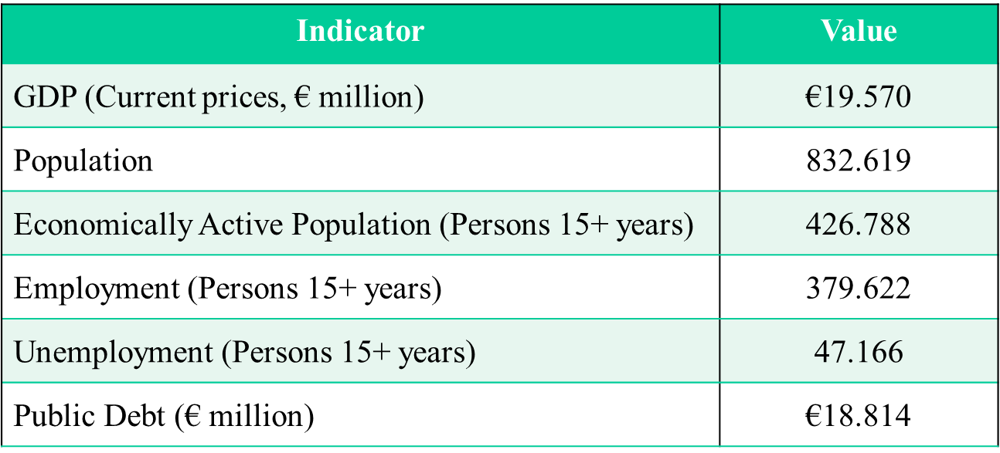 Indicator Value
GDP (Current prices, € million) €19.570
Population 832.619
Economically Active Population (Persons 15+ years) 426.788
Employment (Persons 15+ years) 379.622
Unemployment (Persons 15+ years) 47.166
Public Debt (€ million) €18.814